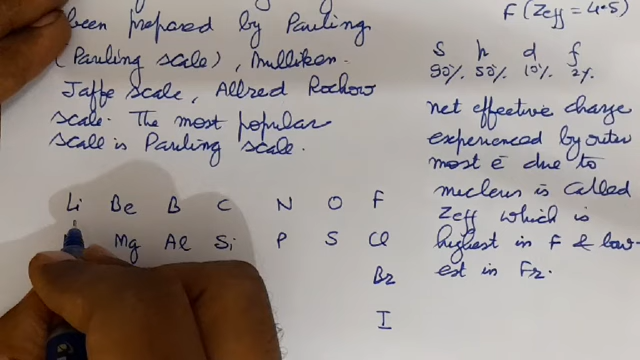 been prepared by Pauling
(Pauling scale), Mulliken-
Jaffe scale, Allred Rochow
scale. The most popular
scale is Pauling scale.
Li Be B C N O F
Mg Al Si P S Cl
Br
I
F (Zeff = 4.5)
s p d f
90% 50% 10% 2%
net effective charge
experienced by outer
most e due to
nucleus is called
Zeff which is
highest in F & low-
est in Fr.